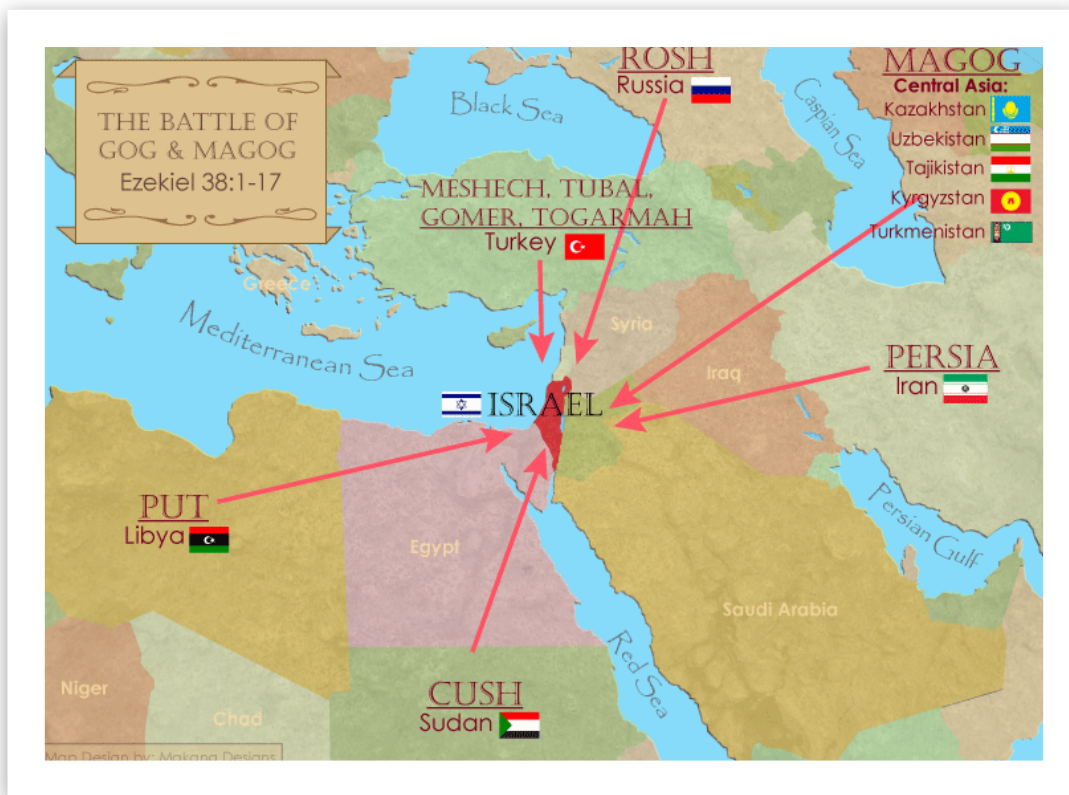 THE BATTLE OF
GOG & MAGOG
Ezekiel 38:1-17
ROSH
Russia
MAGOG
Central Asia:
Kazakhstan
Uzbekistan
Tajikistan
Kyrgyzstan
Turkmenistan
Black Sea
Caspian Sea
MESHECH, TUBAL,
GOMER, TOGARMAH
Turkey
Greece
Mediterranean Sea
Syria
Iraq
PERSIA
Iran
ISRAEL
PUT
Libya
Egypt
Persian Gulf
Saudi Arabia
Red Sea
CUSH
Sudan
Niger
Chad
Map Design by: Makana Designs